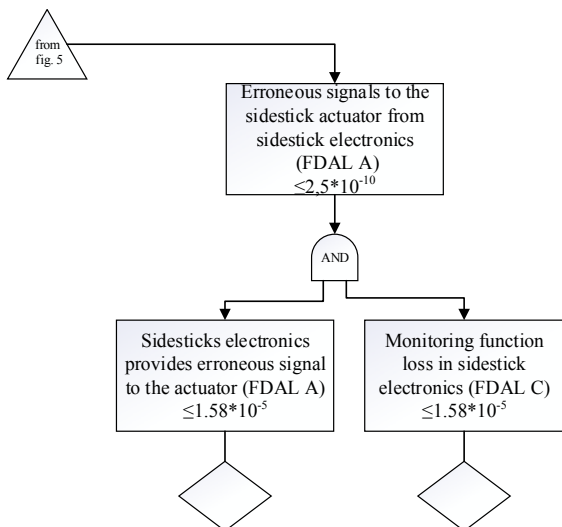 from
fig. 5
Erroneous signals to the
sidestick actuator from
sidestick electronics
(FDAL A)
≤2,5*10⁻¹⁰
AND
Sidesticks electronics
provides erroneous signal
to the actuator (FDAL A)
≤1.58*10⁻⁵
Monitoring function
loss in sidestick
electronics (FDAL C)
≤1.58*10⁻⁵